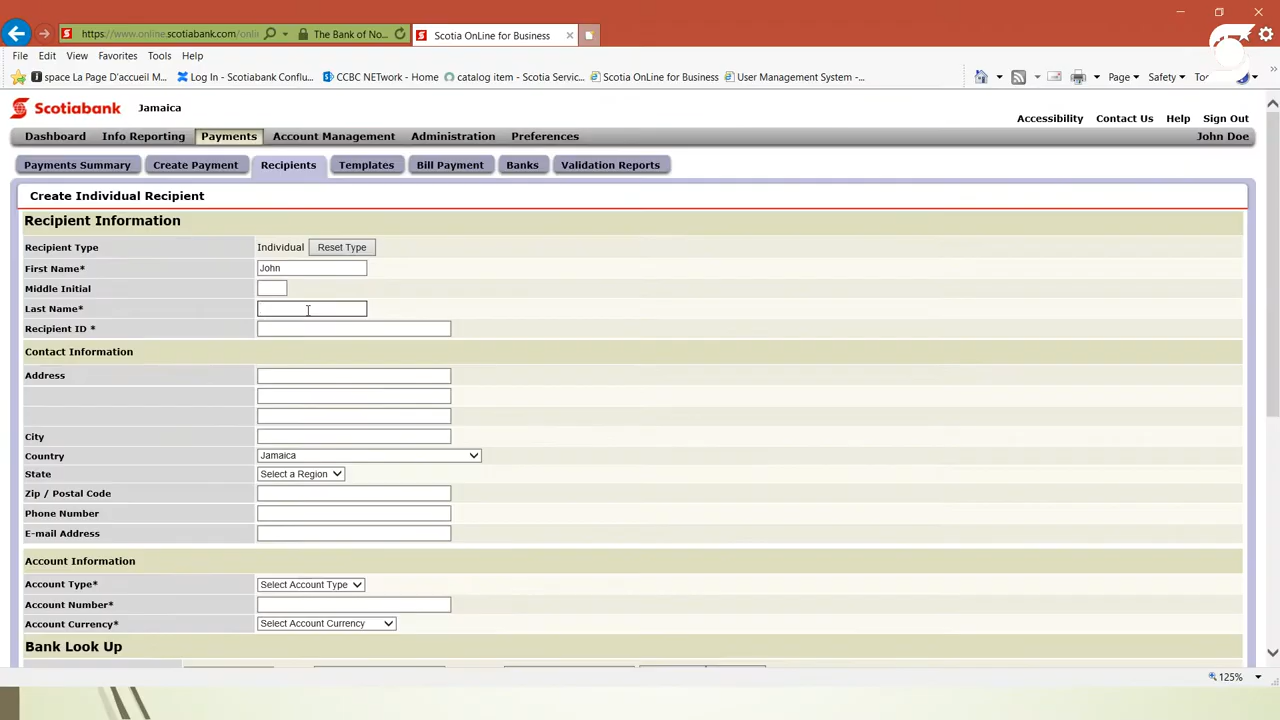 https://www.online.scotiabank.com/onli
The Bank of No...
Scotia OnLine for Business
File Edit View Favorites Tools Help
space La Page D'accueil M...
Log In - Scotiabank Conflu...
CCBC NETwork - Home
catalog item - Scotia Servic...
Scotia OnLine for Business
User Management System -...
Page
Safety
Scotiabank Jamaica
Accessibility Contact Us Help Sign Out
Dashboard Info Reporting Payments Account Management Administration Preferences John Doe
Payments Summary Create Payment Recipients Templates Bill Payment Banks Validation Reports
Create Individual Recipient
Recipient Information
Recipient Type Individual Reset Type
First Name* John
Middle Initial
Last Name*
Recipient ID *
Contact Information
Address
City
Country Jamaica
State Select a Region
Zip / Postal Code
Phone Number
E-mail Address
Account Information
Account Type* Select Account Type
Account Number*
Account Currency* Select Account Currency
Bank Look Up
125%